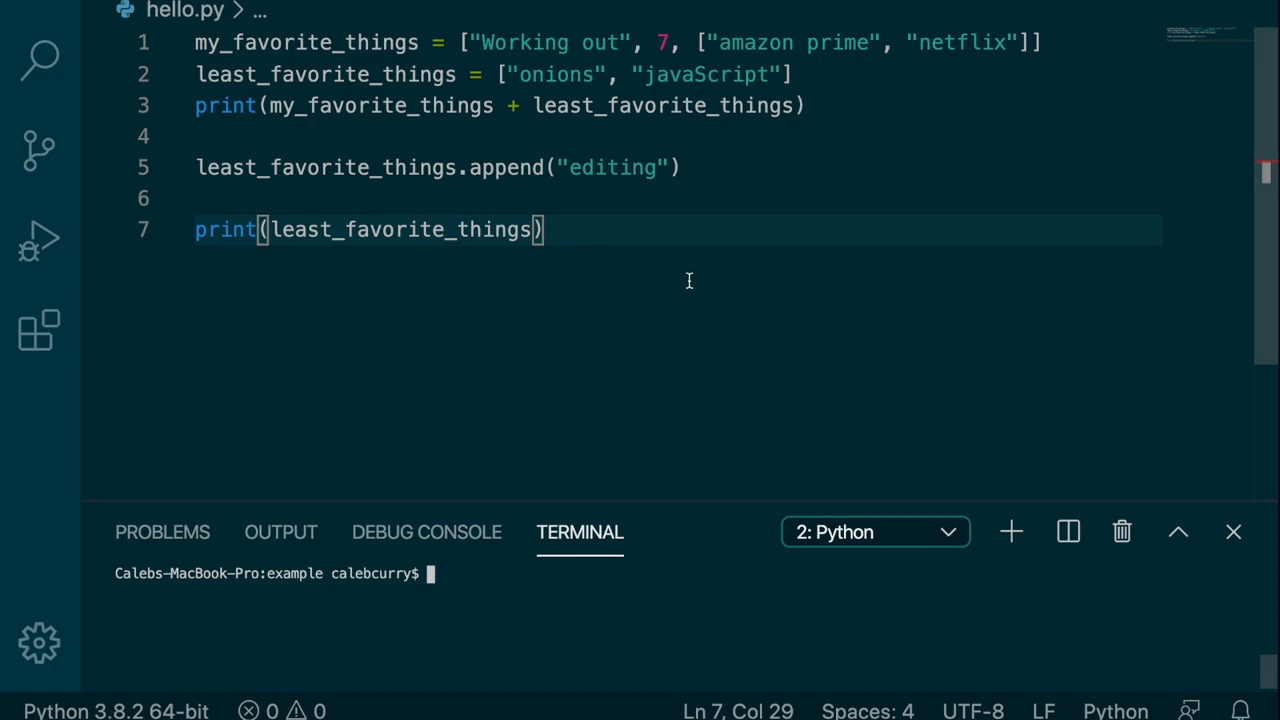 hello.py > ...
1 my_favorite_things = ["Working out", 7, ["amazon prime", "netflix"]]
2 least_favorite_things = ["onions", "javaScript"]
3 print(my_favorite_things + least_favorite_things)
4
5 least_favorite_things.append("editing")
6
7 print(least_favorite_things)
PROBLEMS OUTPUT DEBUG CONSOLE TERMINAL 2: Python
Calebs-MacBook-Pro:example calebcurry$
Python 3.8.2 64-bit 0 0 Ln 7, Col 29 Spaces: 4 UTF-8 LF Python